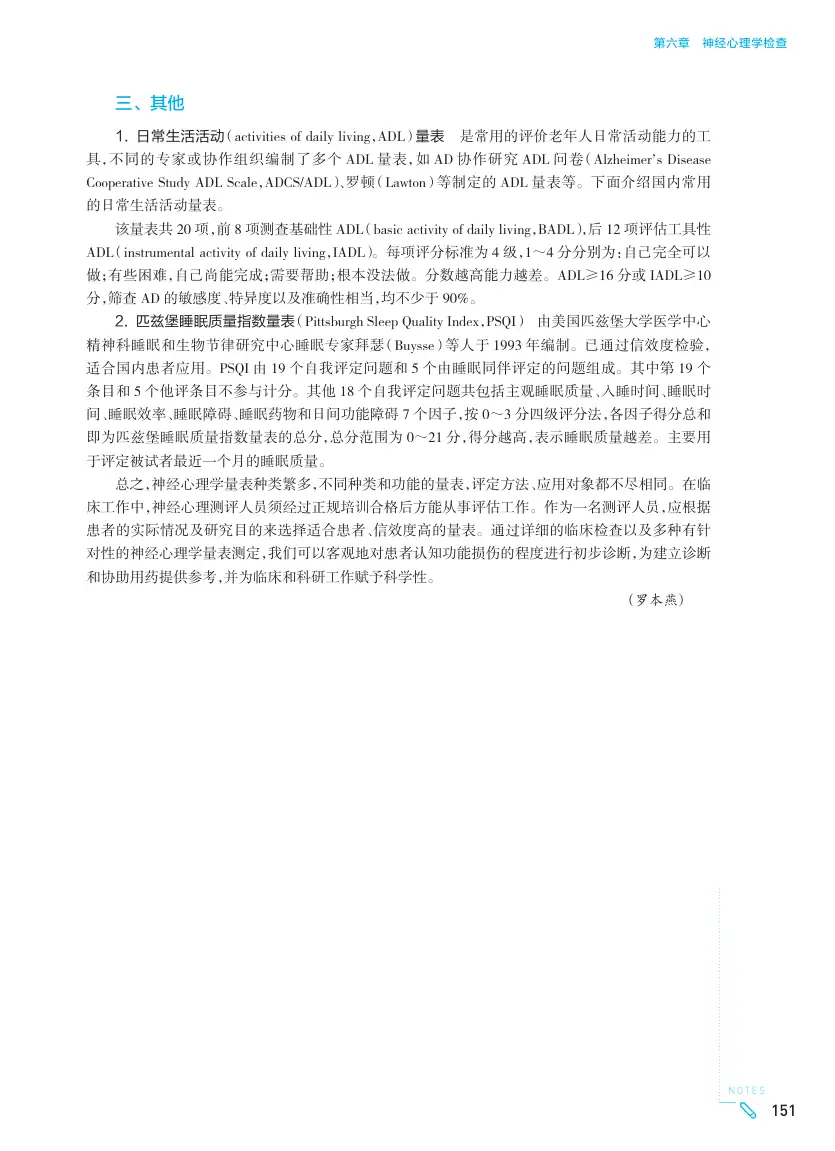 第六章 神经心理学检查
三、其他
1. 日常生活活动(activities of daily living,ADL)量表 是常用的评价老年人日常活动能力的工
具,不同的专家或协作组织编制了多个 ADL 量表,如 AD 协作研究 ADL 问卷(Alzheimer's Disease
Cooperative Study ADL Scale,ADCS/ADL)、罗顿(Lawton)等制定的 ADL 量表等。下面介绍国内常用
的日常生活活动量表。
该量表共 20 项,前 8 项测查基础性 ADL(basic activity of daily living,BADL),后 12 项评估工具性
ADL(instrumental activity of daily living,IADL)。每项评分标准为 4 级,1~4 分分别为:自己完全可以
做;有些困难,自己尚能完成;需要帮助;根本没法做。分数越高能力越差。ADL≥16 分或 IADL≥10
分,筛查 AD 的敏感度、特异度以及准确性相当,均不少于 90%。
2. 匹兹堡睡眠质量指数量表(Pittsburgh Sleep Quality Index,PSQI) 由美国匹兹堡大学医学中心
精神科睡眠和生物节律研究中心睡眠专家拜瑟(Buysse)等人于 1993 年编制。已通过信效度检验,
适合国内患者应用。PSQI 由 19 个自我评定问题和 5 个由睡眠同伴评定的问题组成。其中第 19 个
条目和 5 个他评条目不参与计分。其他 18 个自我评定问题共包括主观睡眠质量、入睡时间、睡眠时
间、睡眠效率、睡眠障碍、睡眠药物和日间功能障碍 7 个因子,按 0~3 分四级评分法,各因子得分总和
即为匹兹堡睡眠质量指数量表的总分,总分范围为 0~21 分,得分越高,表示睡眠质量越差。主要用
于评定被试者最近一个月的睡眠质量。
总之,神经心理学量表种类繁多,不同种类和功能的量表,评定方法、应用对象都不尽相同。在临
床工作中,神经心理测评人员须经过正规培训合格后方能从事评估工作。作为一名测评人员,应根据
患者的实际情况及研究目的来选择适合患者、信效度高的量表。通过详细的临床检查以及多种有针
对性的神经心理学量表测定,我们可以客观地对患者认知功能损伤的程度进行初步诊断,为建立诊断
和协助用药提供参考,并为临床和科研工作赋予科学性。
(罗本燕)
NOTES
151